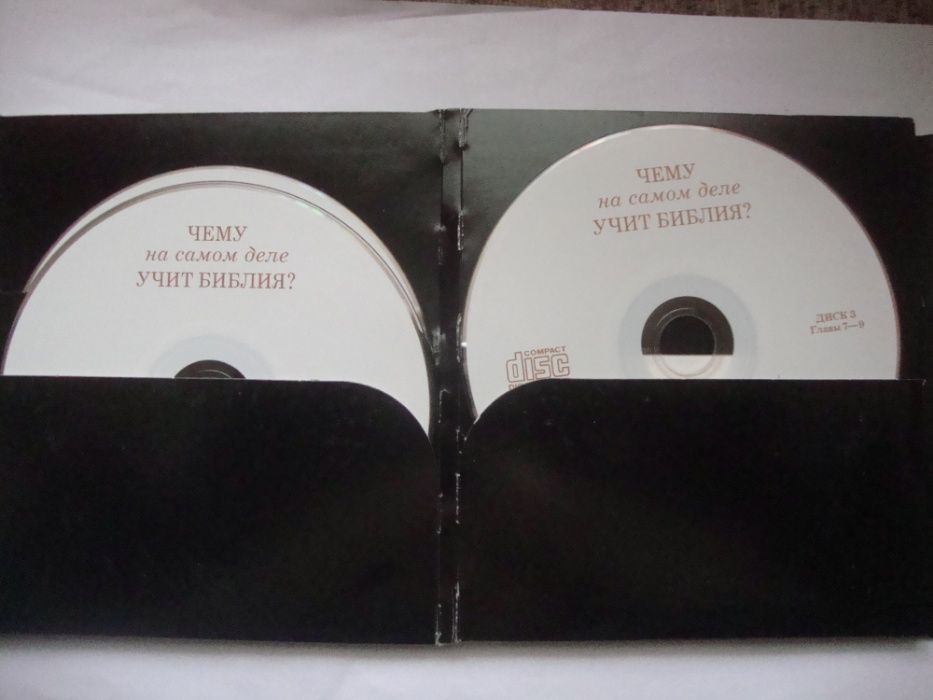 ЧЕМУ
на самом деле
УЧИТ БИБЛИЯ?
ЧЕМУ
на самом деле
УЧИТ БИБЛИЯ?
ДИСК 3
Главы 7—9
COMPACT
disc